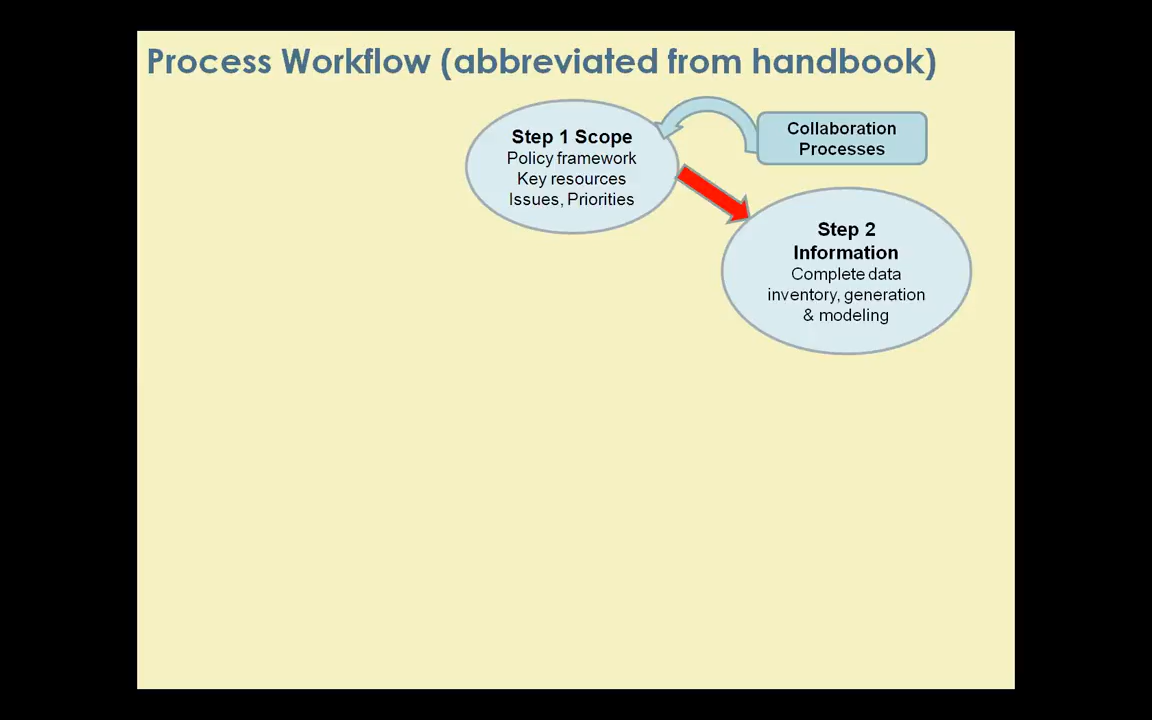 Process Workflow (abbreviated from handbook)
Step 1 Scope
Policy framework
Key resources
Issues, Priorities
Collaboration
Processes
Step 2
Information
Complete data
inventory, generation
& modeling